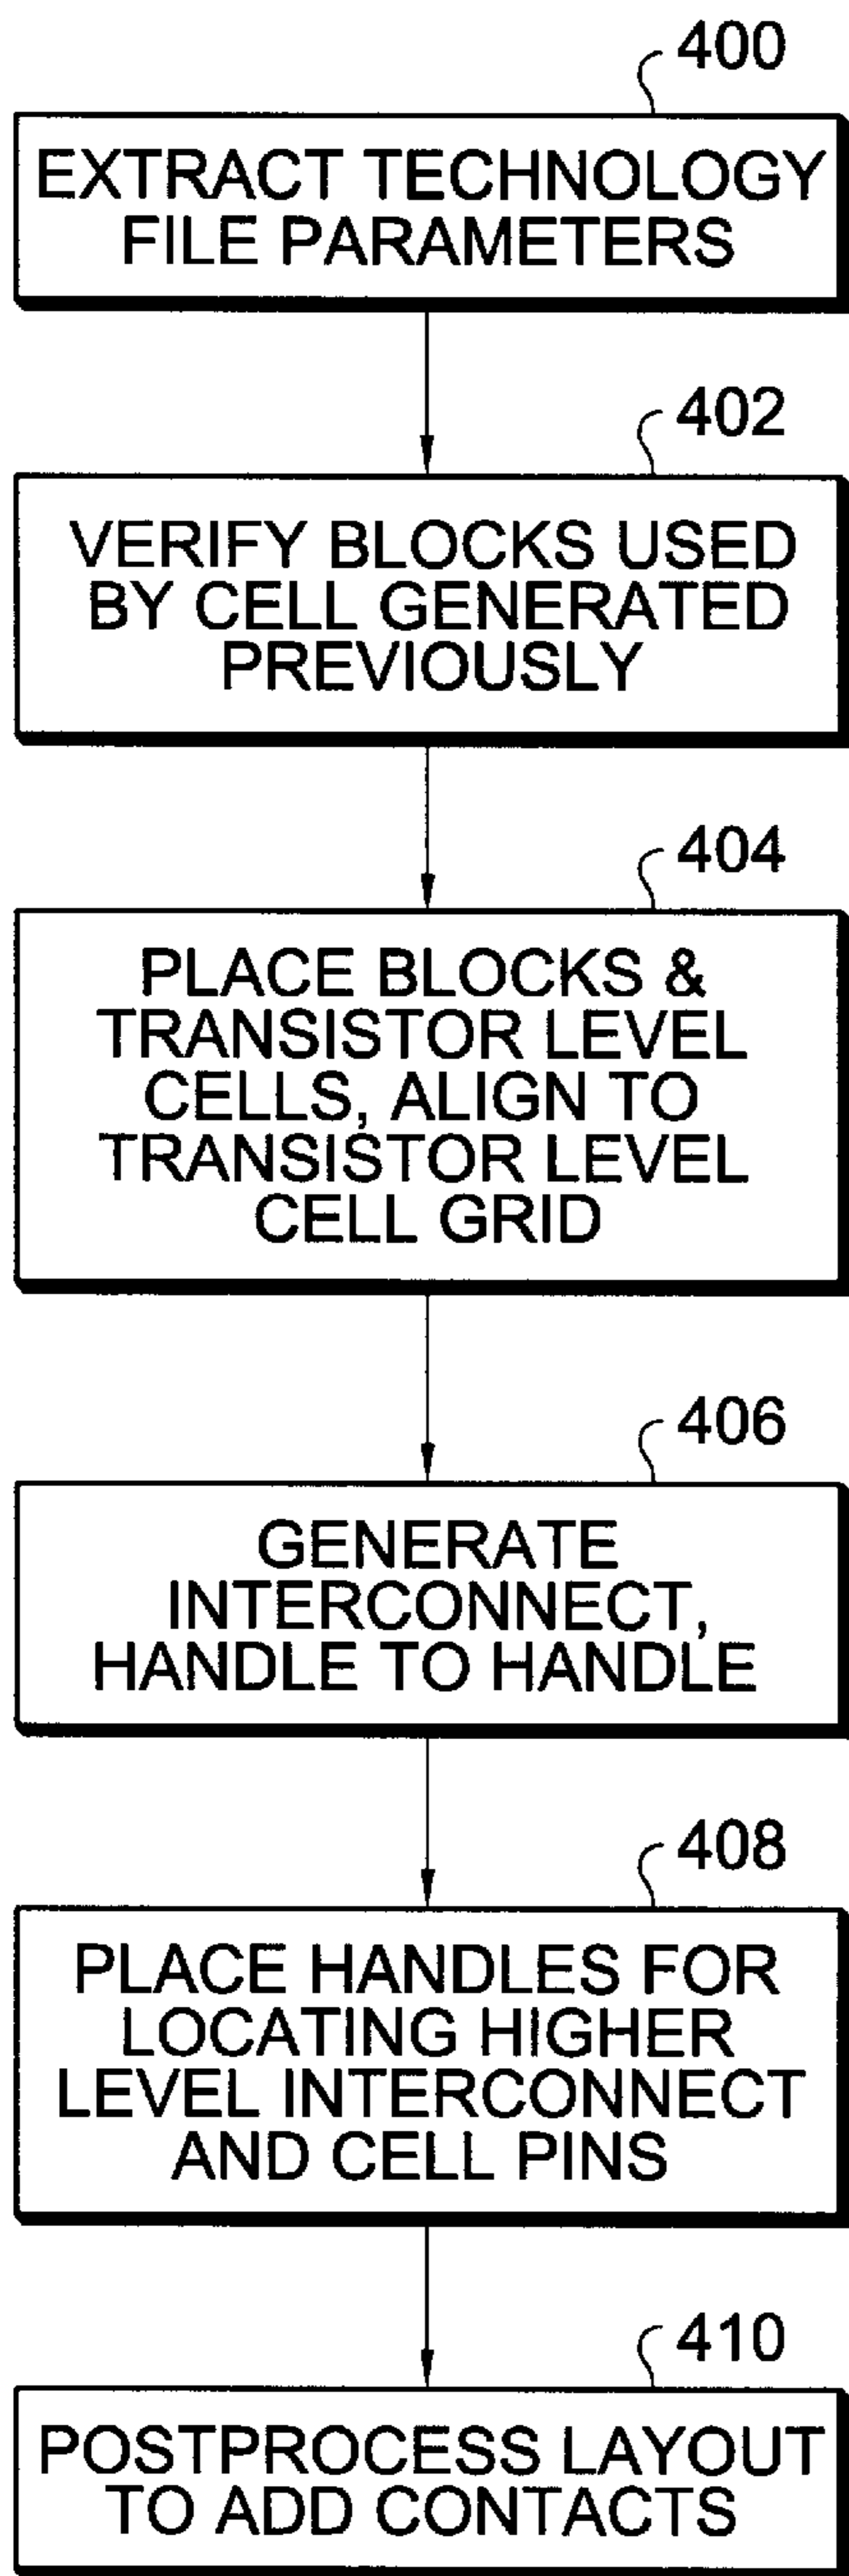 400
EXTRACT TECHNOLOGY
FILE PARAMETERS
402
VERIFY BLOCKS USED
BY CELL GENERATED
PREVIOUSLY
404
PLACE BLOCKS &
TRANSISTOR LEVEL
CELLS, ALIGN TO
TRANSISTOR LEVEL
CELL GRID
406
GENERATE
INTERCONNECT,
HANDLE TO HANDLE
408
PLACE HANDLES FOR
LOCATING HIGHER
LEVEL INTERCONNECT
AND CELL PINS
410
POSTPROCESS LAYOUT
TO ADD CONTACTS